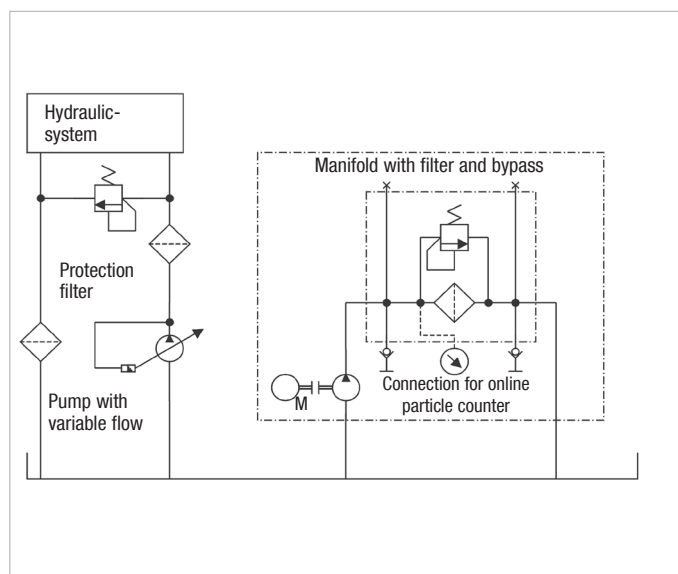 Hydraulic-
system
Manifold with filter and bypass
Protection
filter
Pump with
variable flow
M
Connection for online
particle counter